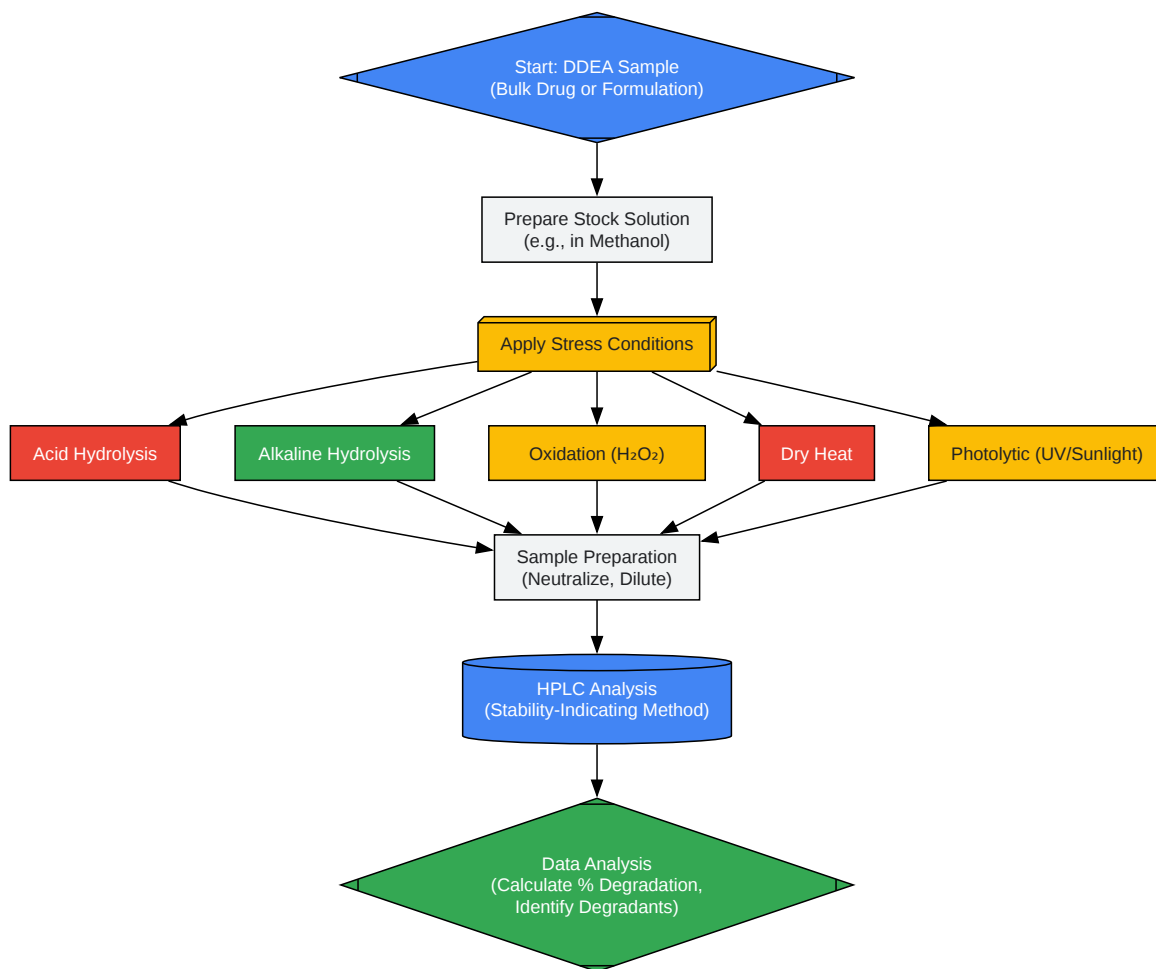 Start: DDEA Sample
(Bulk Drug or Formulation)
Prepare Stock Solution
(e.g., in Methanol)
Apply Stress Conditions
Acid Hydrolysis
Alkaline Hydrolysis
Oxidation (H₂O₂)
Dry Heat
Photolytic (UV/Sunlight)
Sample Preparation
(Neutralize, Dilute)
HPLC Analysis
(Stability-Indicating Method)
Data Analysis
(Calculate % Degradation,
Identify Degradants)